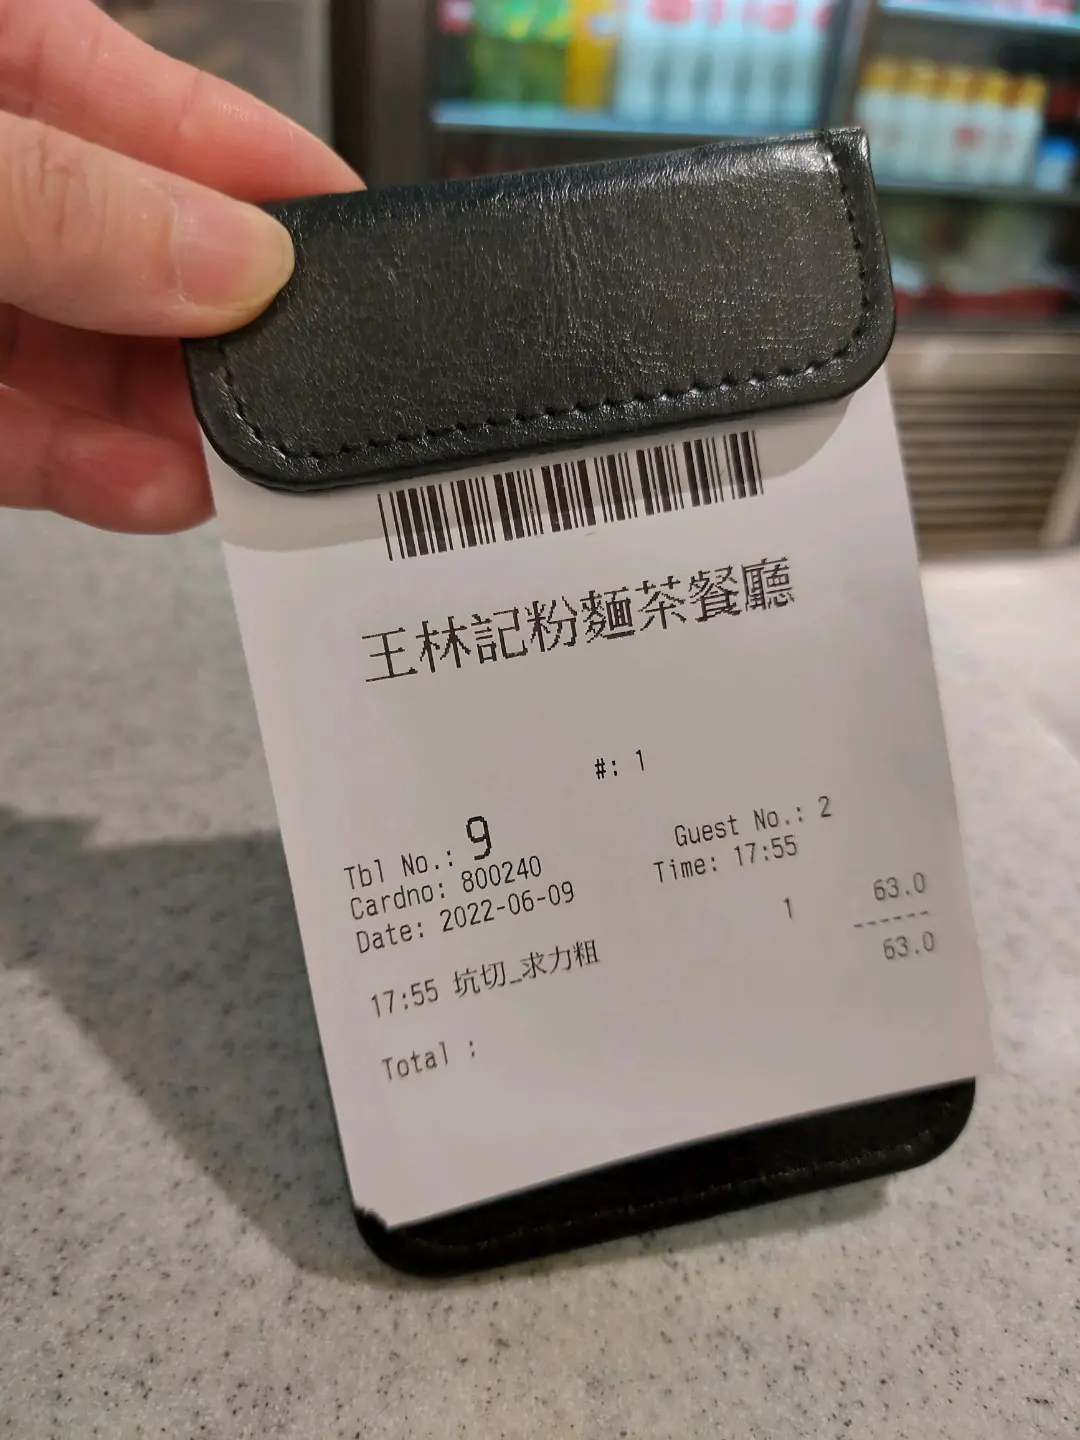 王林記粉麵茶餐廳
#: 1
Tbl No.: 9 Guest No.: 2
Cardno: 800240 Time: 17:55
Date: 2022-06-09
17:55 坑切_求力粗 1 63.0
------
Total : 63.0